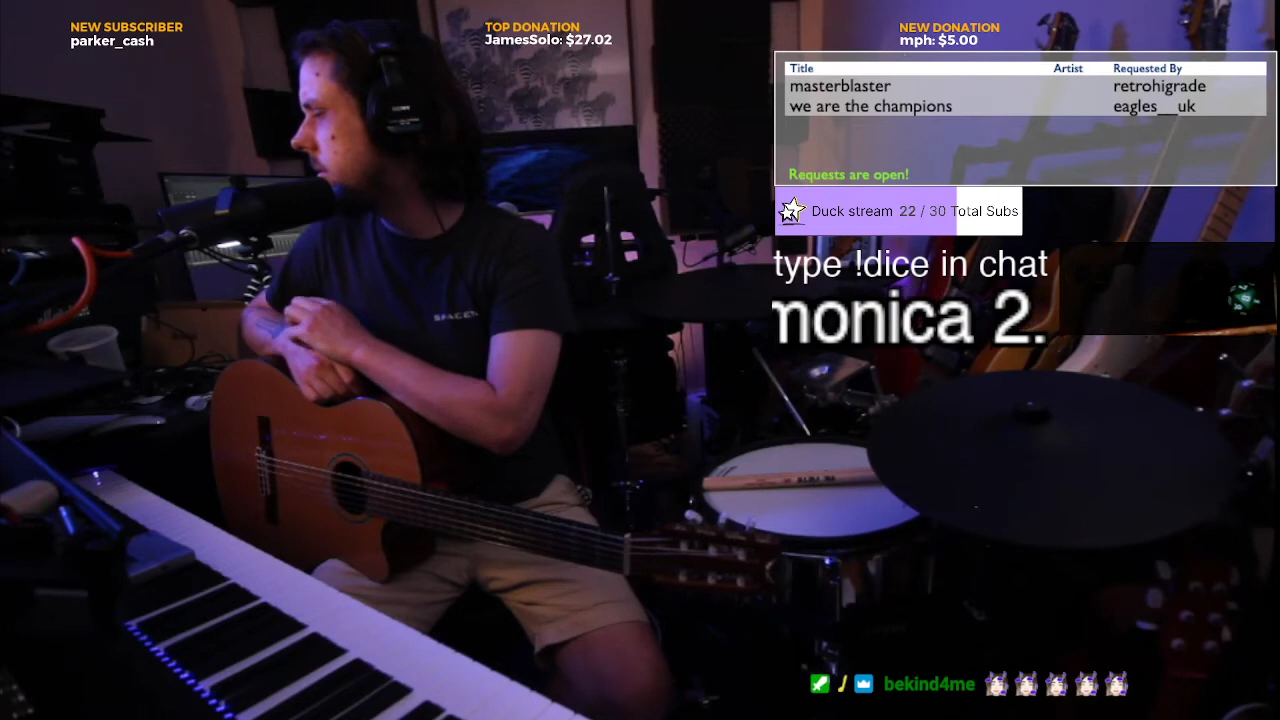 NEW SUBSCRIBER
parker_cash
TOP DONATION
JamesSolo: $27.02
NEW DONATION
mph: $5.00
Title Artist Requested By
masterblaster retrohigrade
we are the champions eagles__uk
Requests are open!
Duck stream 22 / 30 Total Subs
type !dice in chat
monica 2.
bekind4me